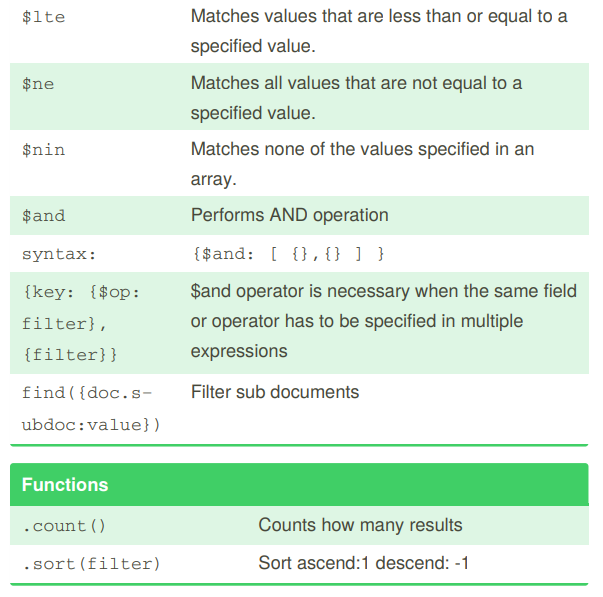 $lte Matches values that are less than or equal to a
specified value.
$ne Matches all values that are not equal to a
specified value.
$nin Matches none of the values specified in an
array.
$and Performs AND operation
syntax: {$and: [ {},{} ] }
{key: {$op: $and operator is necessary when the same field
filter}, or operator has to be specified in multiple
{filter}} expressions
find({doc.s- Filter sub documents
ubdoc:value})
Functions
.count() Counts how many results
.sort(filter) Sort ascend:1 descend: -1